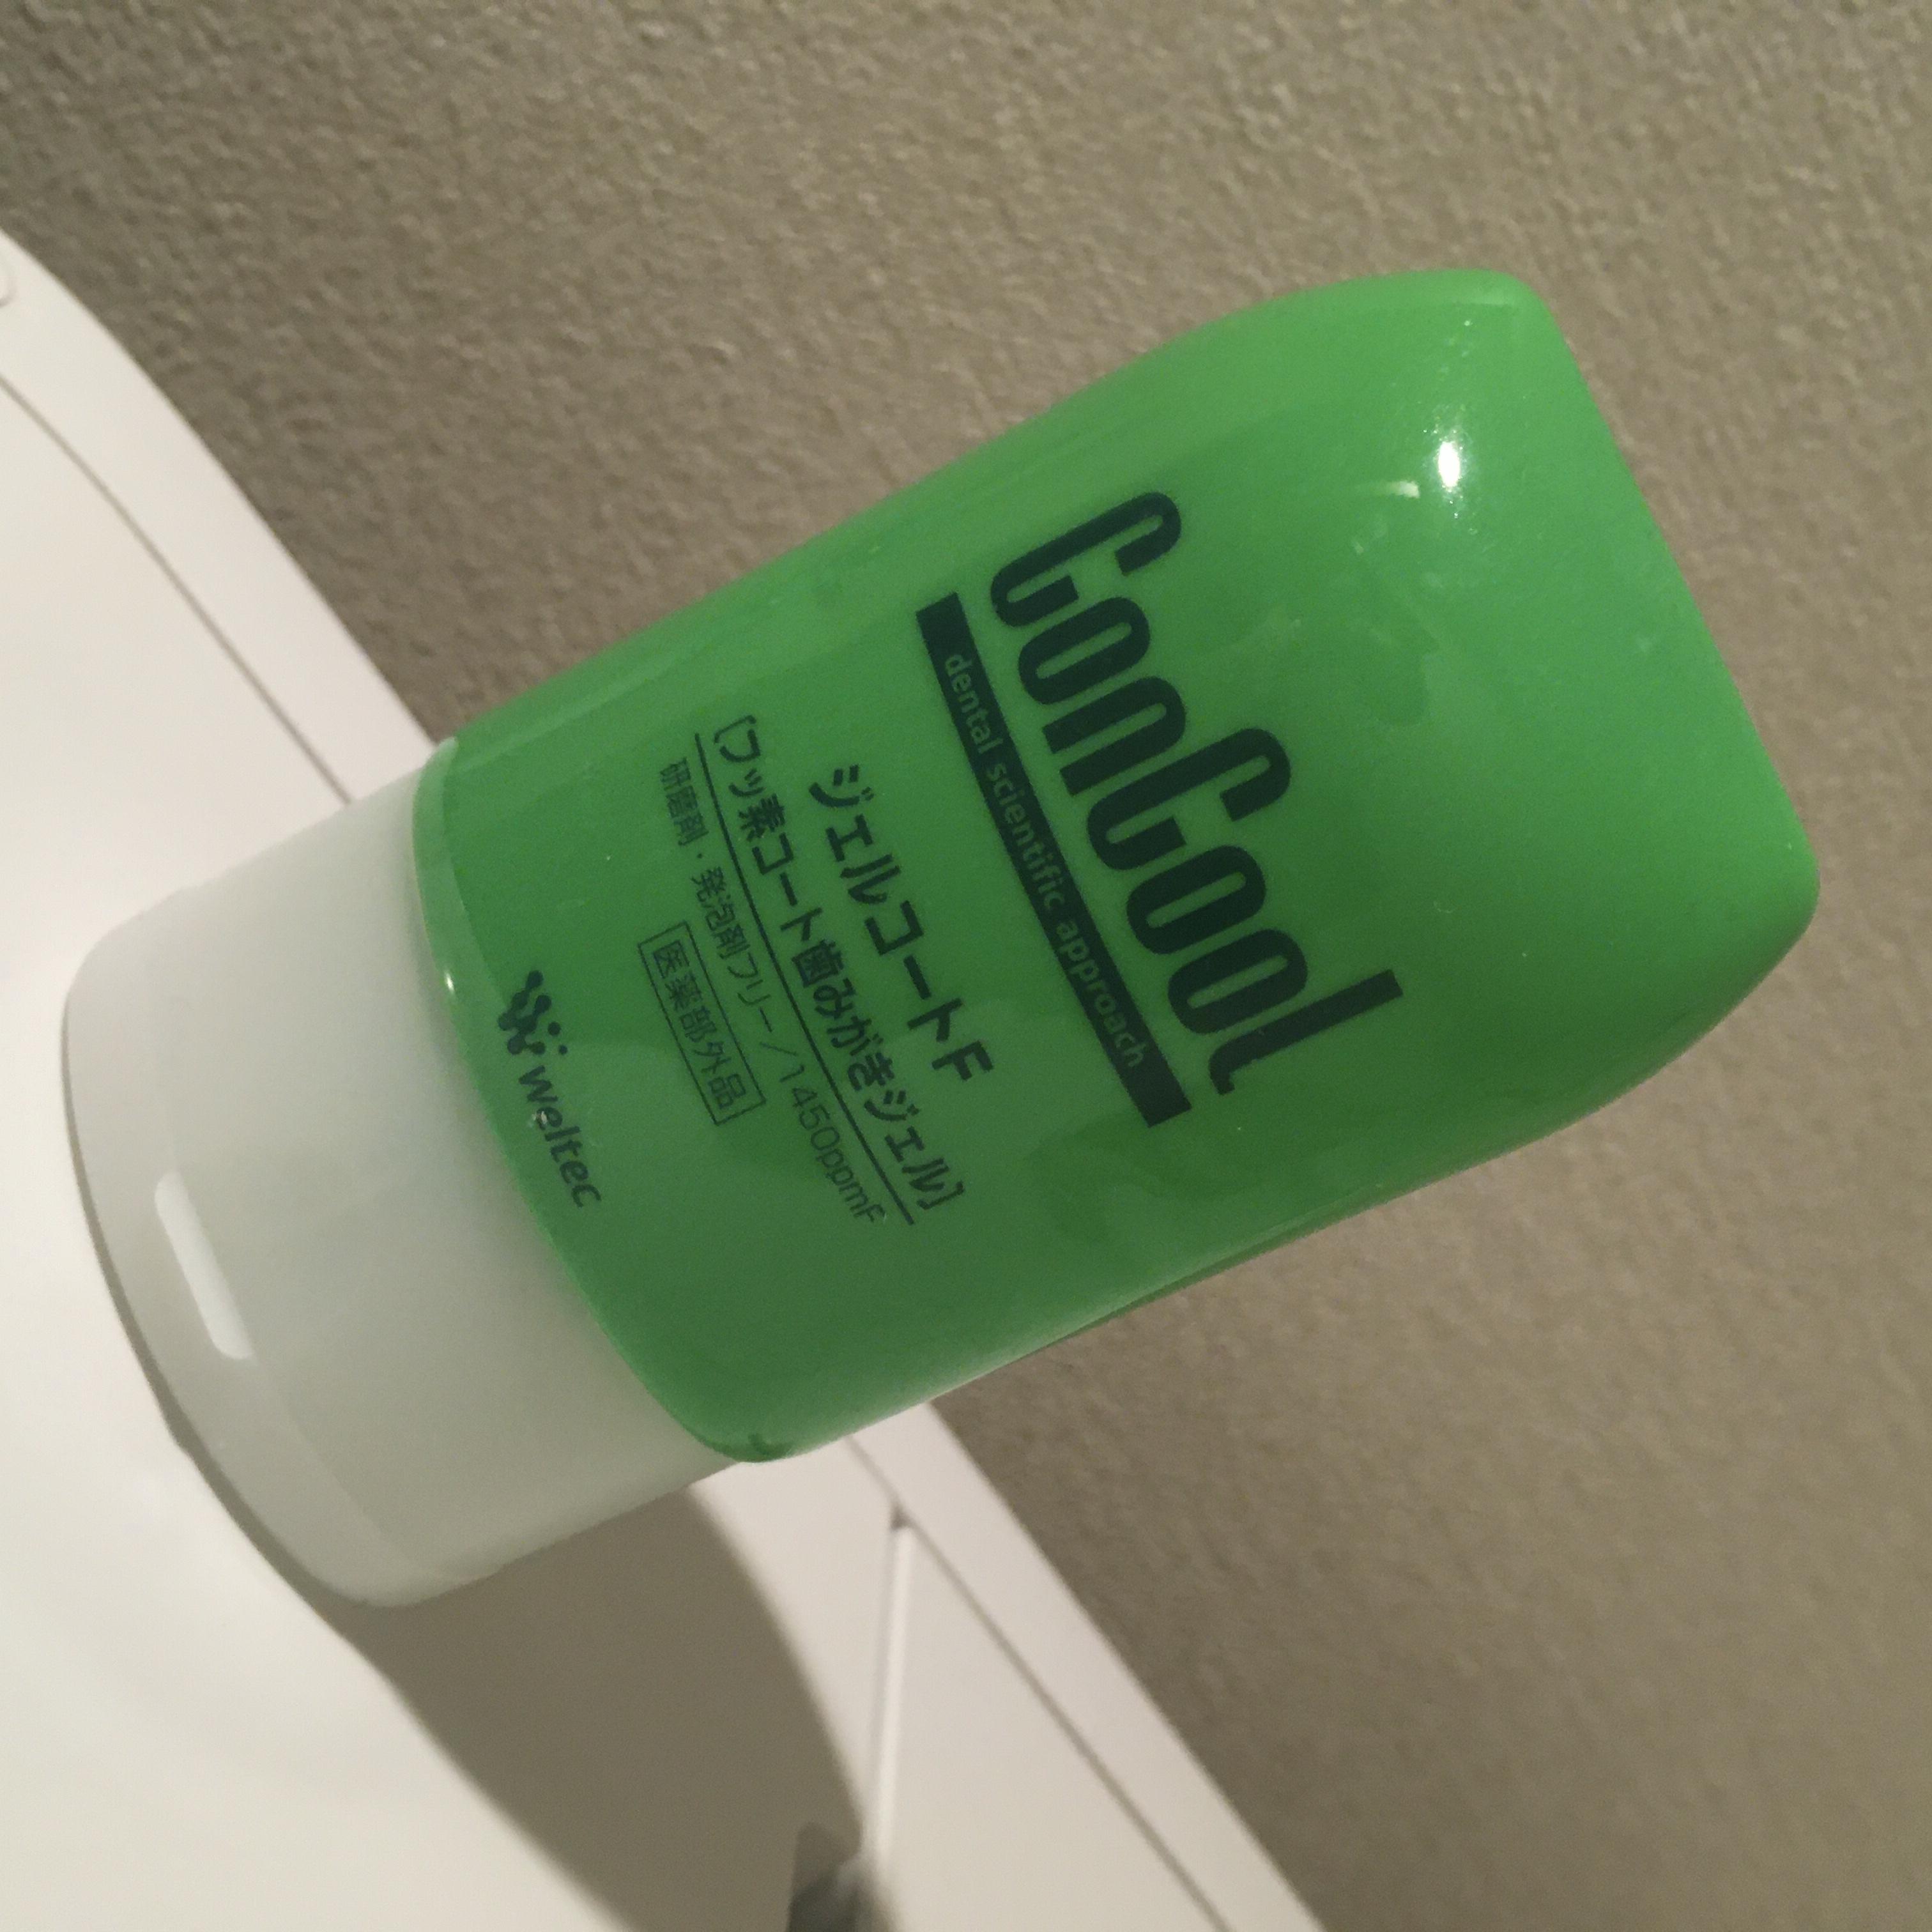 ConCool
dental scientific approach
ジェルコートF
[フッ素コート歯みがきジェル]
研磨剤・発泡剤フリー/1450ppmF
医薬部外品
weltec